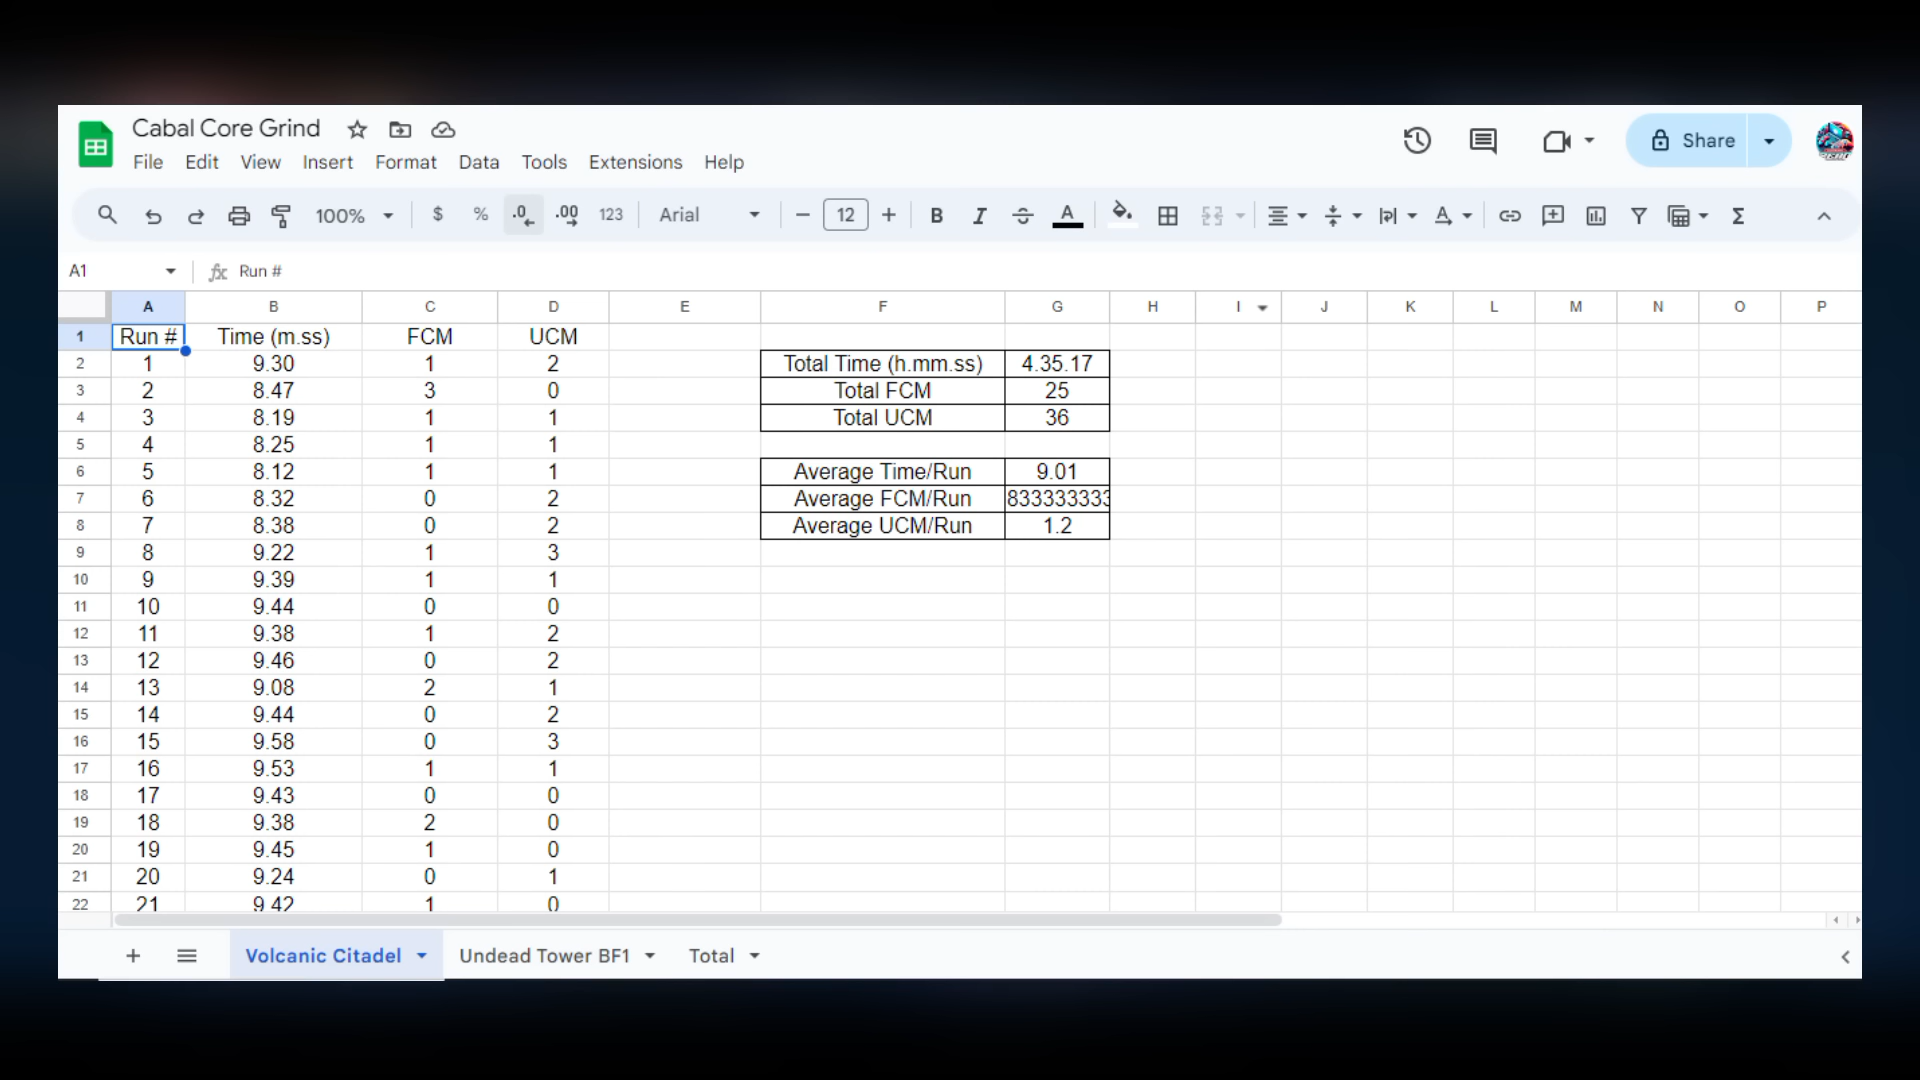 Cabal Core Grind
File Edit View Insert Format Data Tools Extensions Help
Share
100% $ % .0 .00 123 Arial 12 B I A A Σ
A1 fx Run #
A B C D E F G H I J K L M N O P
1 Run # Time (m.ss) FCM UCM
2 1 9.30 1 2 Total Time (h.mm.ss) 4.35.17
3 2 8.47 3 0 Total FCM 25
4 3 8.19 1 1 Total UCM 36
5 4 8.25 1 1
6 5 8.12 1 1 Average Time/Run 9.01
7 6 8.32 0 2 Average FCM/Run 833333333
8 7 8.38 0 2 Average UCM/Run 1.2
9 8 9.22 1 3
10 9 9.39 1 1
11 10 9.44 0 0
12 11 9.38 1 2
13 12 9.46 0 2
14 13 9.08 2 1
15 14 9.44 0 2
16 15 9.58 0 3
17 16 9.53 1 1
18 17 9.43 0 0
19 18 9.38 2 0
20 19 9.45 1 0
21 20 9.24 0 1
22 21 9.42 1 0
Volcanic Citadel Undead Tower BF1 Total